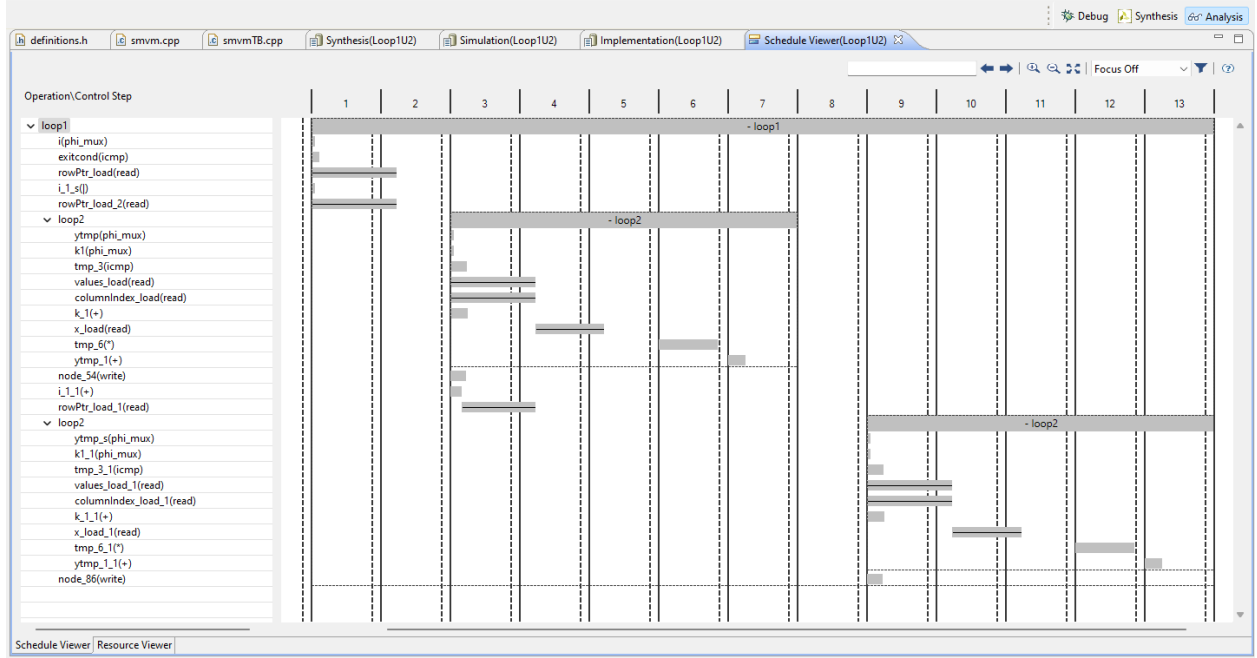 Debug Synthesis Analysis
definitions.h smvm.cpp smvmTB.cpp Synthesis(Loop1U2) Simulation(Loop1U2) Implementation(Loop1U2) Schedule Viewer(Loop1U2)
Focus Off
Operation\Control Step 1 2 3 4 5 6 7 8 9 10 11 12 13
loop1 - loop1
i(phi_mux)
exitcond(icmp)
rowPtr_load(read)
i_1_s(|)
rowPtr_load_2(read)
loop2 - loop2
ytmp(phi_mux)
k1(phi_mux)
tmp_3(icmp)
values_load(read)
columnIndex_load(read)
k_1(+)
x_load(read)
tmp_6(*)
ytmp_1(+)
node_54(write)
i_1_1(+)
rowPtr_load_1(read)
loop2 - loop2
ytmp_s(phi_mux)
k1_1(phi_mux)
tmp_3_1(icmp)
values_load_1(read)
columnIndex_load_1(read)
k_1_1(+)
x_load_1(read)
tmp_6_1(*)
ytmp_1_1(+)
node_86(write)
Schedule Viewer Resource Viewer